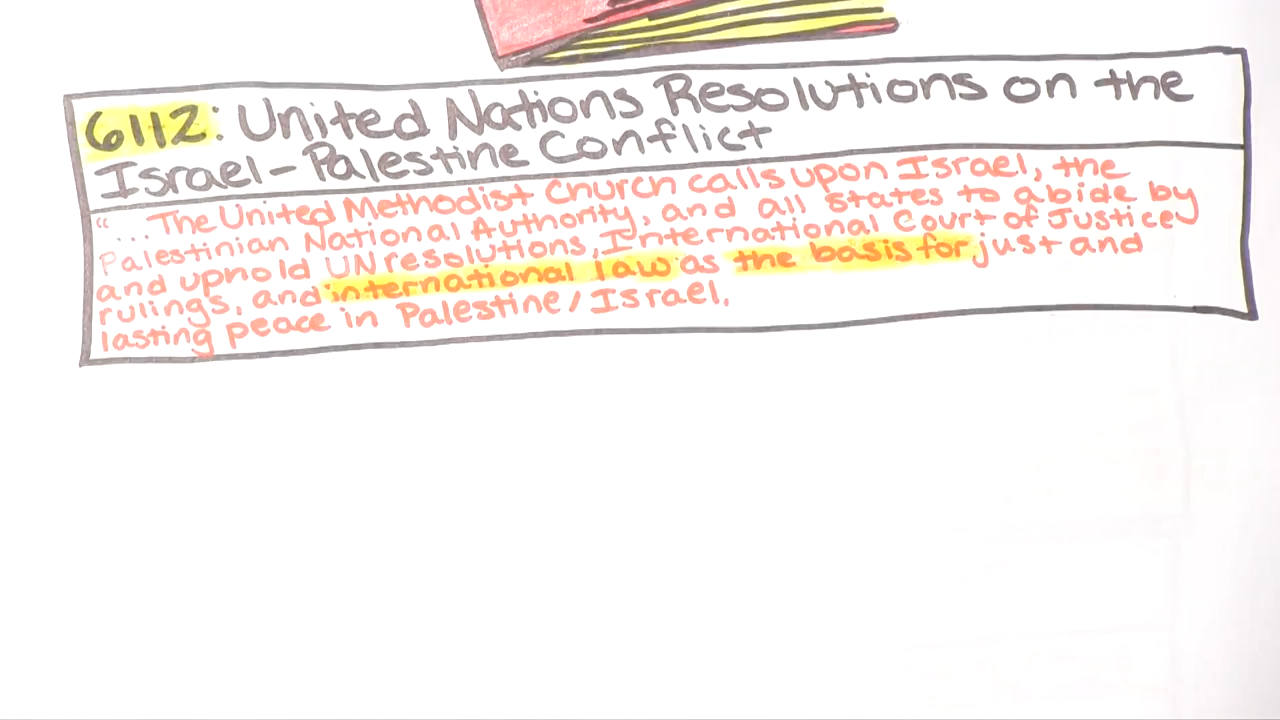 6112: United Nations Resolutions on the
Israel-Palestine Conflict
"...The United Methodist Church calls upon Israel, the
Palestinian National Authority, and all states to abide by
and uphold UN resolutions, International Court of Justice
rulings, and international law as the basis for just and
lasting peace in Palestine/Israel.